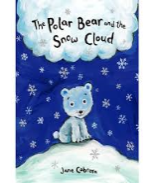 The Polar Bear and the
Snow Cloud
Jane Cabrera